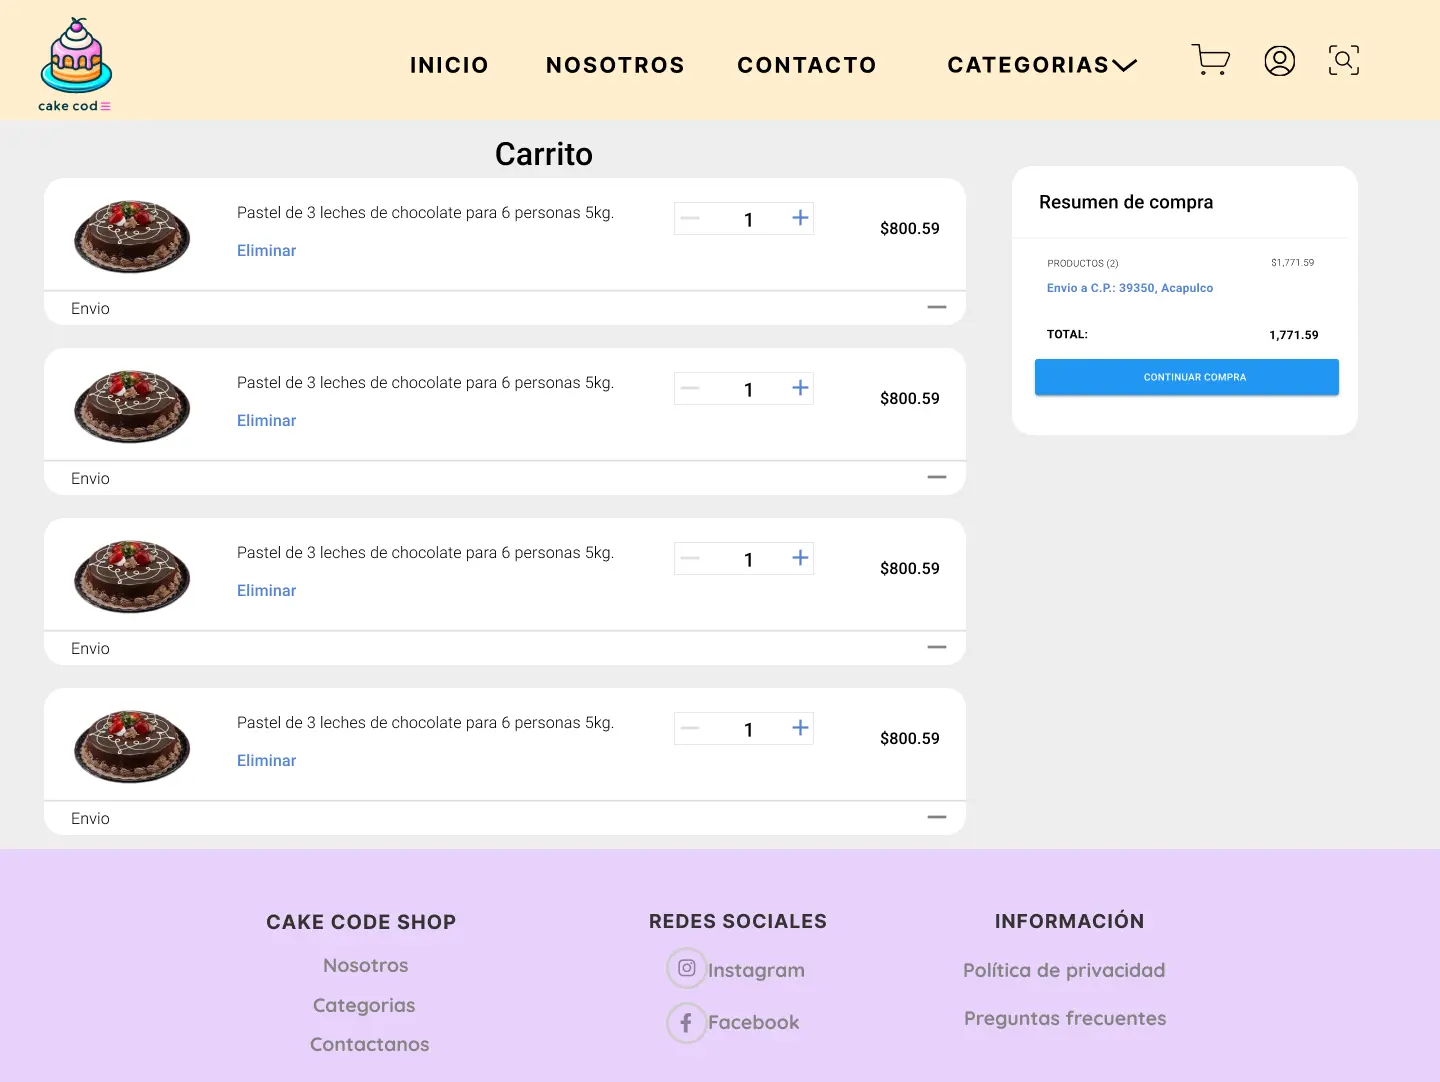 cake cod≡
INICIO
NOSOTROS
CONTACTO
CATEGORIAS
Carrito
Pastel de 3 leches de chocolate para 6 personas 5kg.
1
$800.59
Eliminar
Envio
Pastel de 3 leches de chocolate para 6 personas 5kg.
1
$800.59
Eliminar
Envio
Pastel de 3 leches de chocolate para 6 personas 5kg.
1
$800.59
Eliminar
Envio
Pastel de 3 leches de chocolate para 6 personas 5kg.
1
$800.59
Eliminar
Envio
Resumen de compra
PRODUCTOS (2) $1,771.59
Envio a C.P.: 39350, Acapulco
TOTAL: 1,771.59
CONTINUAR COMPRA
CAKE CODE SHOP
Nosotros
Categorias
Contactanos
REDES SOCIALES
Instagram
Facebook
INFORMACIÓN
Política de privacidad
Preguntas frecuentes